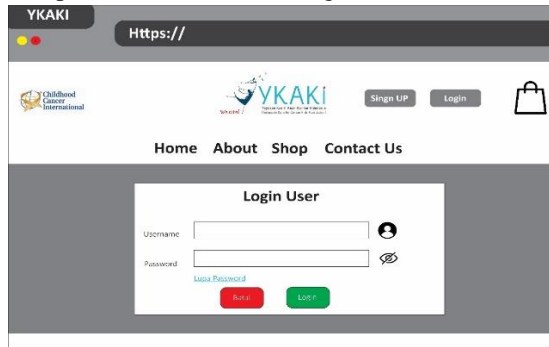 YKAKI
Https://
Childhood
Cancer
International
YKAKI
Singn UP
Login
Home About Shop Contact Us
Login User
Username
Password
Lupa Password
Batal
Login